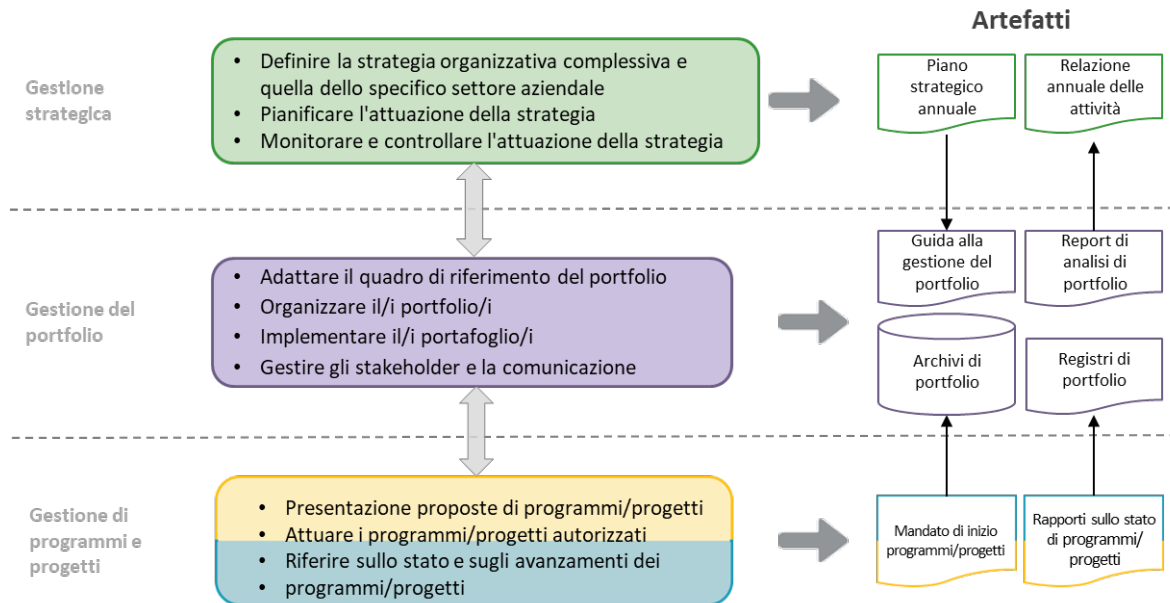 Artefatti
Gestione
strategica
• Definire la strategia organizzativa complessiva e
quella dello specifico settore aziendale
• Pianificare l'attuazione della strategia
• Monitorare e controllare l'attuazione della strategia
Piano
strategico
annuale
Relazione
annuale delle
attività
Gestione del
portfolio
• Adattare il quadro di riferimento del portfolio
• Organizzare il/i portfolio/i
• Implementare il/i portafoglio/i
• Gestire gli stakeholder e la comunicazione
Guida alla
gestione del
portfolio
Report di
analisi di
portfolio
Archivi di
portfolio
Registri di
portfolio
Gestione di
programmi e
progetti
• Presentazione proposte di programmi/progetti
• Attuare i programmi/progetti autorizzati
• Riferire sullo stato e sugli avanzamenti dei
• programmi/progetti
Mandato di inizio
programmi/progetti
Rapporti sullo stato
di programmi/
progetti